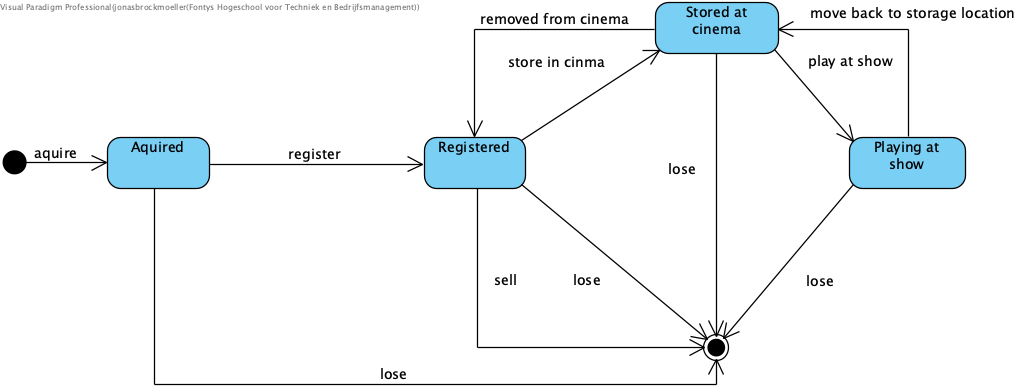 Visual Paradigm Professional(jonasbrockmoeller(Fontys Hogeschool voor Techniek en Bedrijfsmanagement))
removed from cinema
Stored at
cinema
move back to storage location
store in cinma
play at show
aquire
Aquired
register
Registered
Playing at
show
lose
sell
lose
lose
lose